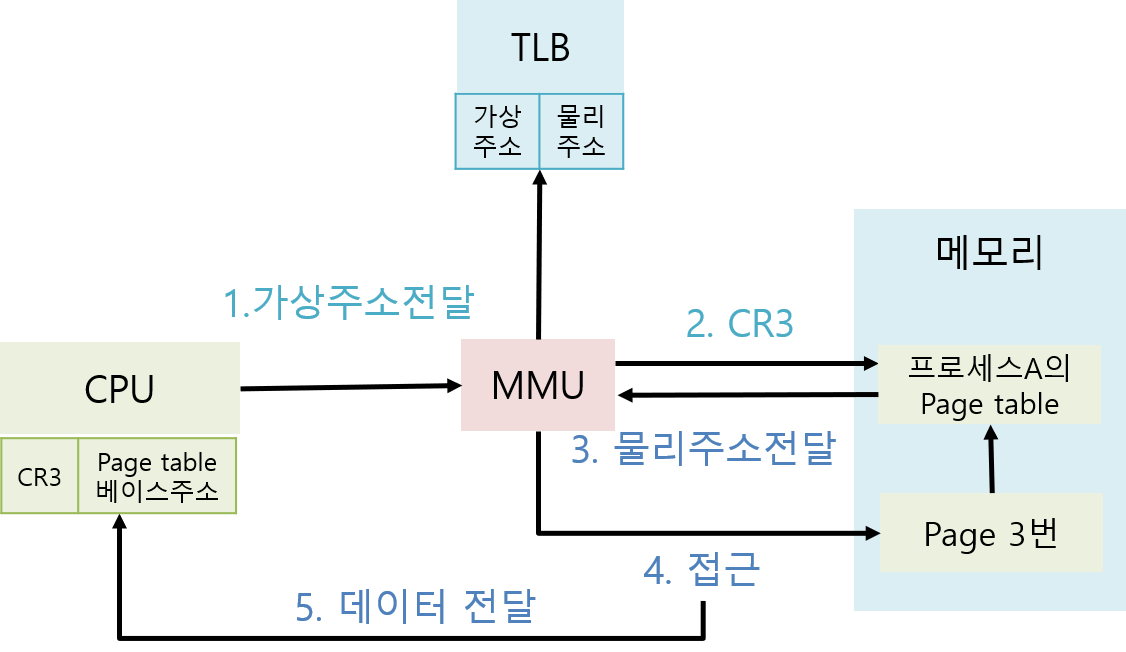 TLB
가상
주소
물리
주소
메모리
1.가상주소전달
2. CR3
CPU
MMU
프로세스A의
Page table
3. 물리주소전달
CR3
Page table
베이스주소
Page 3번
4. 접근
5. 데이터 전달